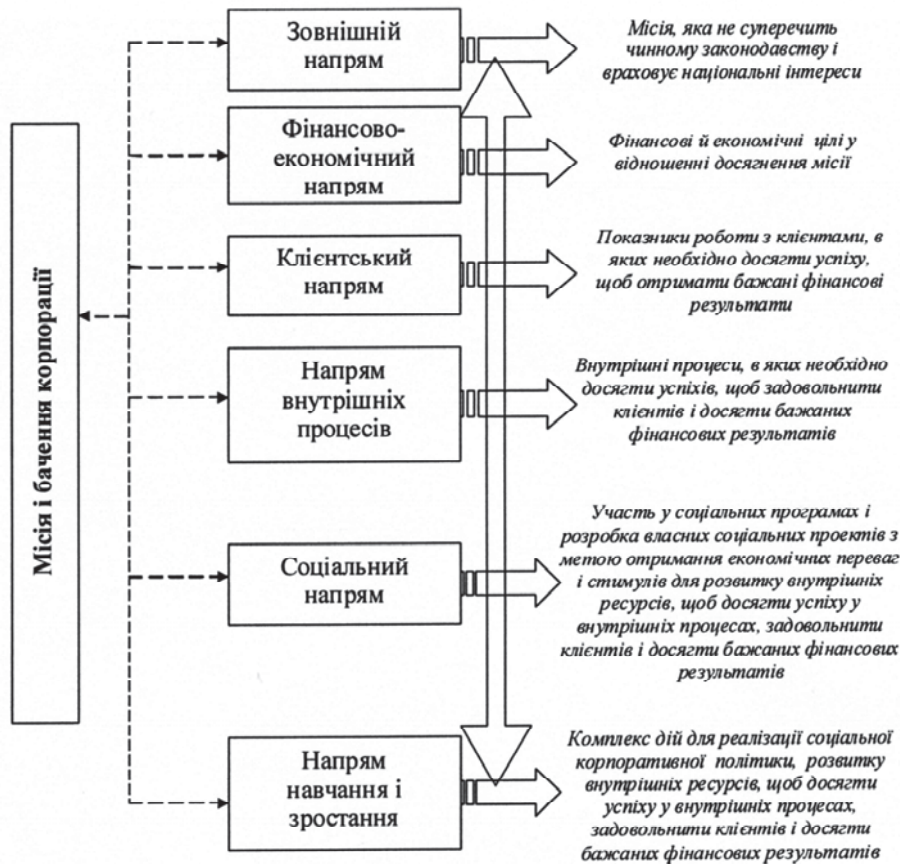 Місія і бачення корпорації
Зовнішній
напрям
Місія, яка не суперечить
чинному законодавству і
враховує національні інтереси
Фінансово-
економічний
напрям
Фінансові й економічні цілі у
відношенні досягнення місії
Клієнтський
напрям
Показники роботи з клієнтами, в
яких необхідно досягти успіху,
щоб отримати бажані фінансові
результати
Напрям
внутрішніх
процесів
Внутрішні процеси, в яких необхідно
досягти успіхів, щоб задовольнити
клієнтів і досягти бажаних
фінансових результатів
Соціальний
напрям
Участь у соціальних програмах і
розробка власних соціальних проектів з
метою отримання економічних переваг
і стимулів для розвитку внутрішніх
ресурсів, щоб досягти успіху у
внутрішніх процесах, задовольнити
клієнтів і досягти бажаних фінансових
результатів
Напрям
навчання і
зростання
Комплекс дій для реалізації соціальної
корпоративної політики, розвитку
внутрішніх ресурсів, щоб досягти
успіху у внутрішніх процесах,
задовольнити клієнтів і досягти
бажаних фінансових результатів